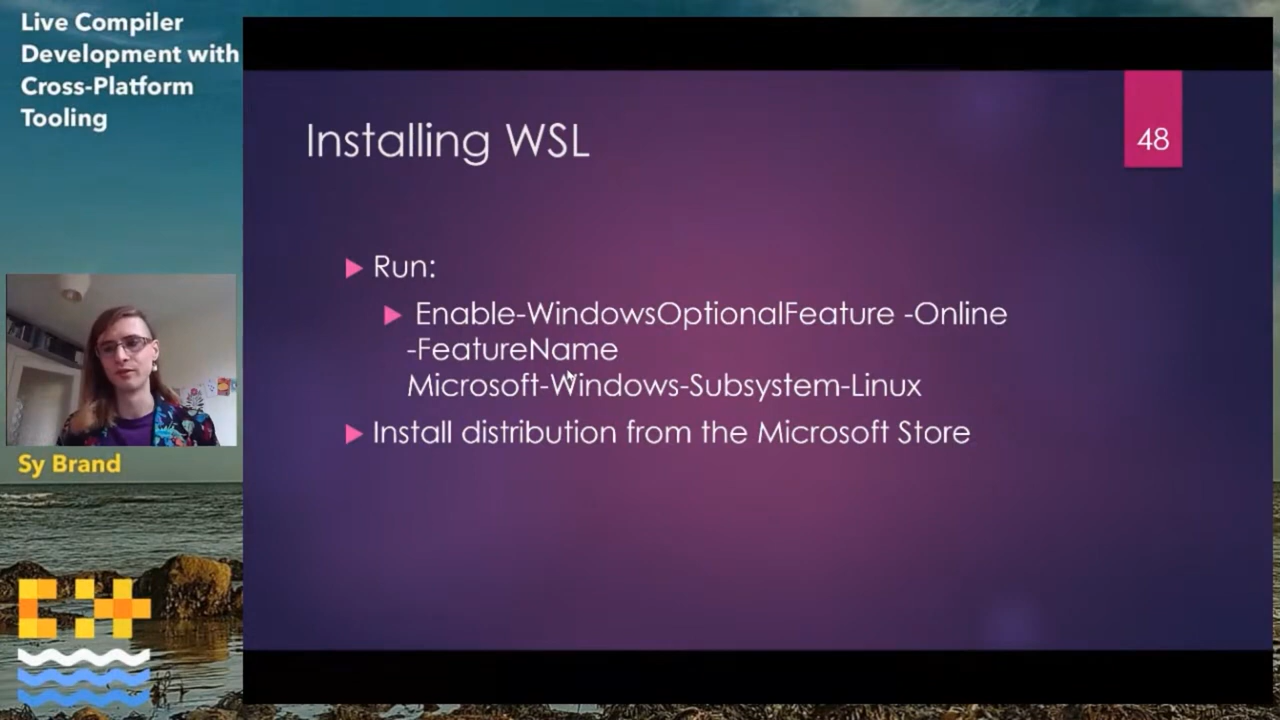 Live Compiler
Development with
Cross-Platform
Tooling
Installing WSL
48
Run:
Enable-WindowsOptionalFeature -Online
-FeatureName
Microsoft-Windows-Subsystem-Linux
Install distribution from the Microsoft Store
Sy Brand